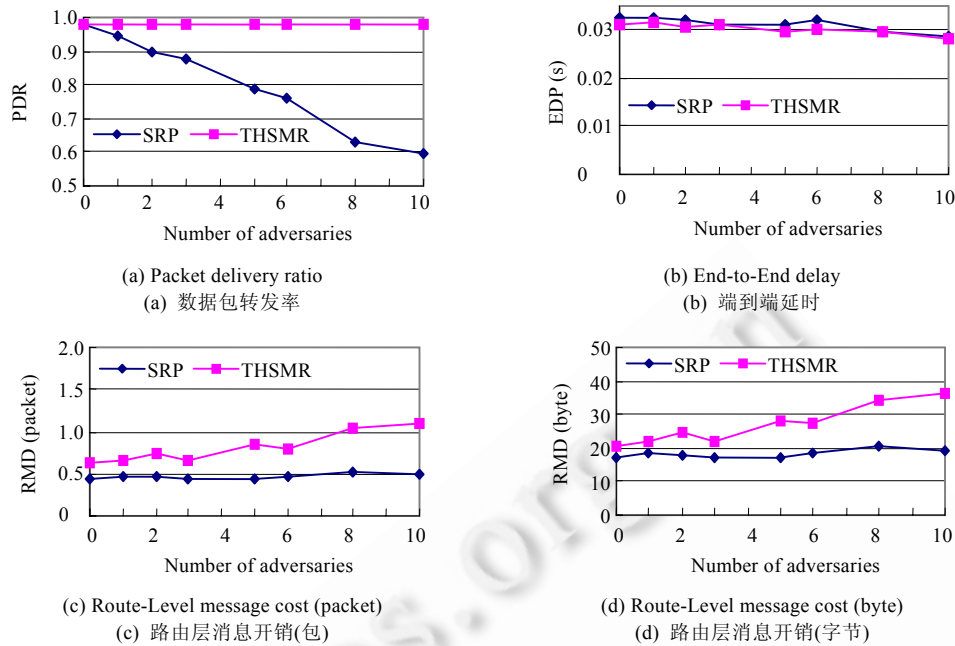 1.0
0.9
0.8
0.7
0.6
0.5
PDR
SRP THSMR
0 2 4 6 8 10
Number of adversaries
(a) Packet delivery ratio
(a) 数据包转发率
0.03
0.02
0.01
0
EDP (s)
SRP THSMR
0 2 4 6 8 10
Number of adversaries
(b) End-to-End delay
(b) 端到端延时
2.0
1.5
1.0
0.5
0
RMD (packet)
SRP THSMR
0 2 4 6 8 10
Number of adversaries
(c) Route-Level message cost (packet)
(c) 路由层消息开销(包)
50
40
30
20
10
0
RMD (byte)
SRP THSMR
0 2 4 6 8 10
Number of adversaries
(d) Route-Level message cost (byte)
(d) 路由层消息开销(字节)